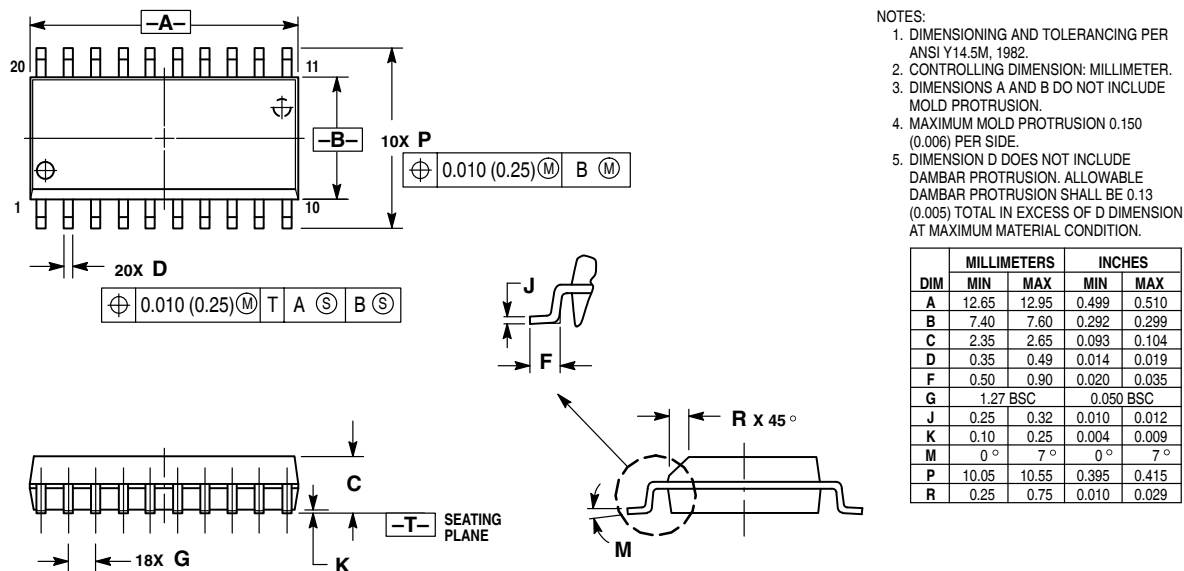 –A–
20
11
–B–
10X P
⌖ 0.010 (0.25) Ⓜ B Ⓜ
1
10
20X D
⌖ 0.010 (0.25) Ⓜ T A Ⓢ B Ⓢ
J
F
R X 45 °
C
–T– SEATING
PLANE
M
18X G
K
NOTES:
1. DIMENSIONING AND TOLERANCING PER
ANSI Y14.5M, 1982.
2. CONTROLLING DIMENSION: MILLIMETER.
3. DIMENSIONS A AND B DO NOT INCLUDE
MOLD PROTRUSION.
4. MAXIMUM MOLD PROTRUSION 0.150
(0.006) PER SIDE.
5. DIMENSION D DOES NOT INCLUDE
DAMBAR PROTRUSION. ALLOWABLE
DAMBAR PROTRUSION SHALL BE 0.13
(0.005) TOTAL IN EXCESS OF D DIMENSION
AT MAXIMUM MATERIAL CONDITION.
MILLIMETERS INCHES
DIM MIN MAX MIN MAX
A 12.65 12.95 0.499 0.510
B 7.40 7.60 0.292 0.299
C 2.35 2.65 0.093 0.104
D 0.35 0.49 0.014 0.019
F 0.50 0.90 0.020 0.035
G 1.27 BSC 0.050 BSC
J 0.25 0.32 0.010 0.012
K 0.10 0.25 0.004 0.009
M 0 ° 7 ° 0 ° 7 °
P 10.05 10.55 0.395 0.415
R 0.25 0.75 0.010 0.029